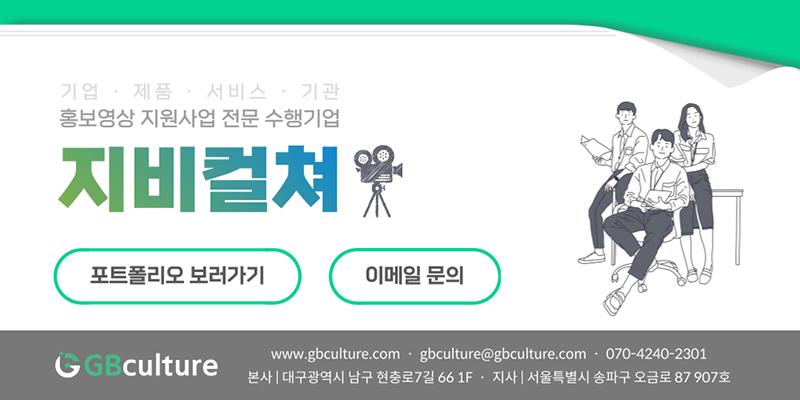 기업 · 제품 · 서비스 · 기관
홍보영상 지원사업 전문 수행기업
지비컬쳐
포트폴리오 보러가기
이메일 문의
GBculture
www.gbculture.com · gbculture@gbculture.com · 070-4240-2301
본사 | 대구광역시 남구 현충로7길 66 1F · 지사 | 서울특별시 송파구 오금로 87 907호